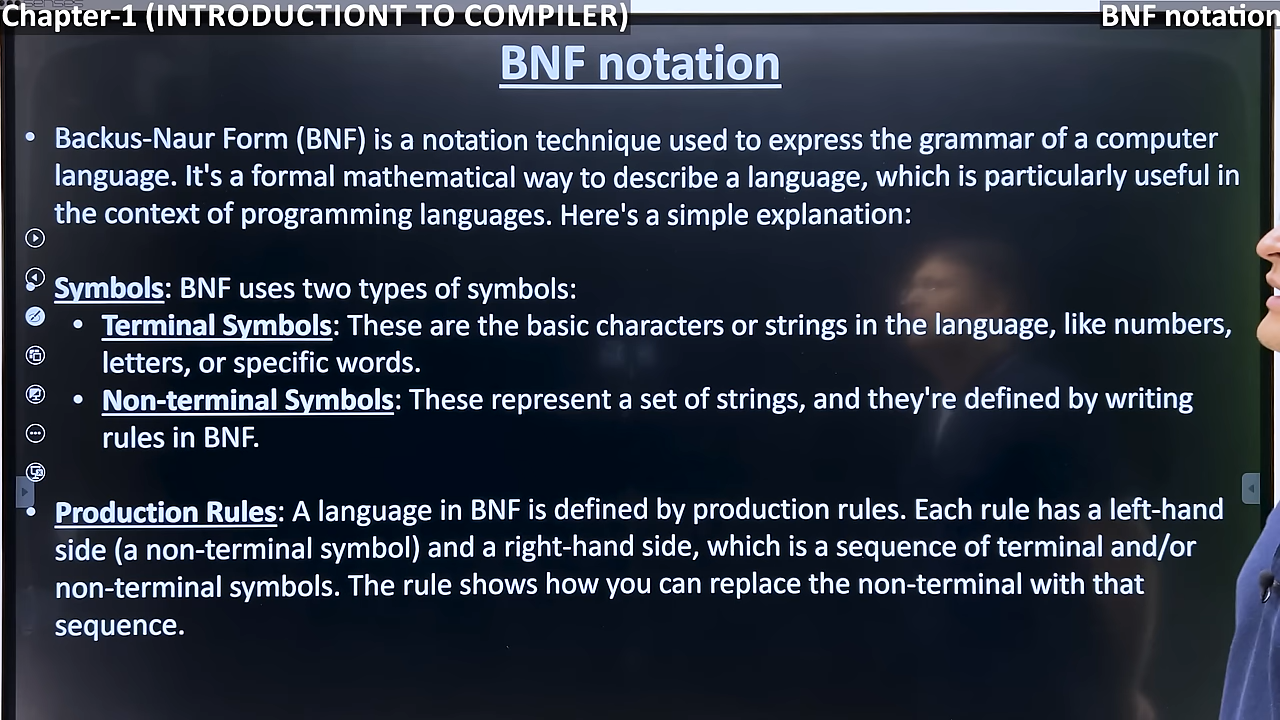 Chapter-1 (INTRODUCTIONT TO COMPILER)
BNF notation
BNF notation
• Backus-Naur Form (BNF) is a notation technique used to express the grammar of a computer
language. It's a formal mathematical way to describe a language, which is particularly useful in
the context of programming languages. Here's a simple explanation:
• Symbols: BNF uses two types of symbols:
• Terminal Symbols: These are the basic characters or strings in the language, like numbers,
letters, or specific words.
• Non-terminal Symbols: These represent a set of strings, and they're defined by writing
rules in BNF.
• Production Rules: A language in BNF is defined by production rules. Each rule has a left-hand
side (a non-terminal symbol) and a right-hand side, which is a sequence of terminal and/or
non-terminal symbols. The rule shows how you can replace the non-terminal with that
sequence.